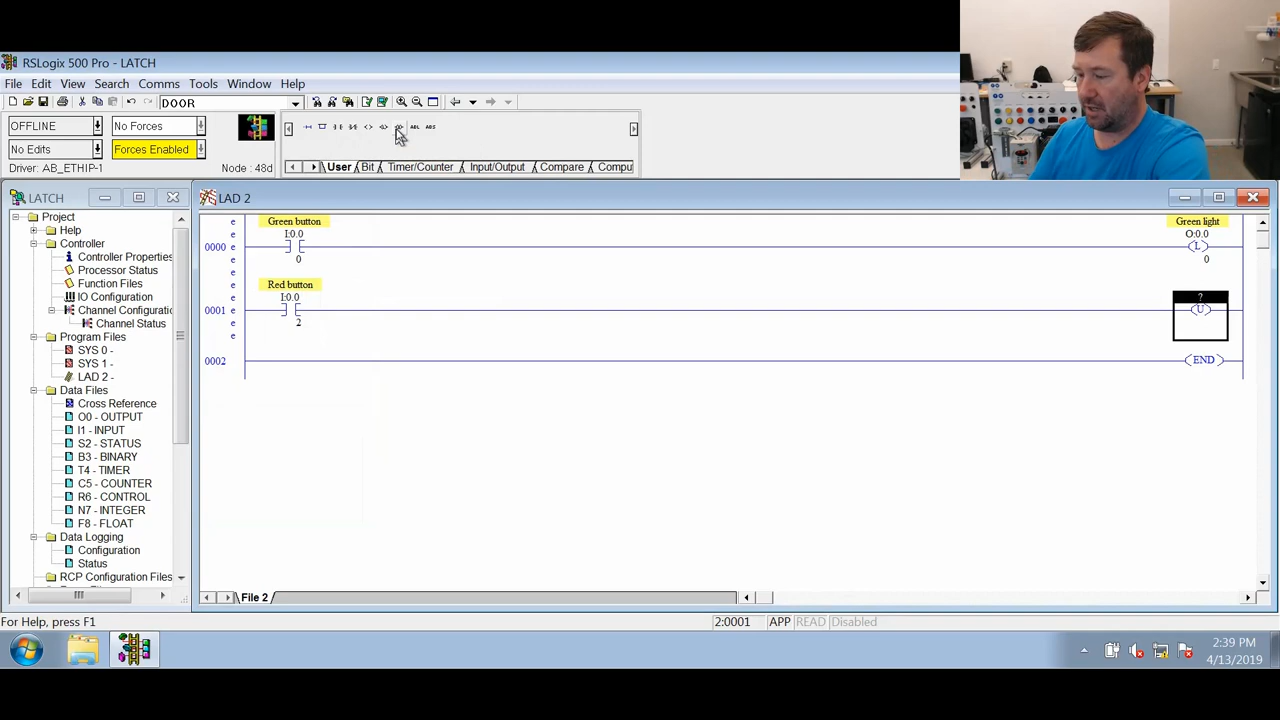 RSLogix 500 Pro - LATCH
File Edit View Search Comms Tools Window Help
DOOR
OFFLINE No Forces
No Edits Forces Enabled
Driver: AB_ETHIP-1 Node : 48d
ABL ABS
User Bit Timer/Counter Input/Output Compare Comput
LATCH
Project
Help
Controller
Controller Properties
Processor Status
Function Files
IO Configuration
Channel Configuratio
Channel Status
Program Files
SYS 0 -
SYS 1 -
LAD 2 -
Data Files
Cross Reference
O0 - OUTPUT
I1 - INPUT
S2 - STATUS
B3 - BINARY
T4 - TIMER
C5 - COUNTER
R6 - CONTROL
N7 - INTEGER
F8 - FLOAT
Data Logging
Configuration
Status
RCP Configuration Files
LAD 2
e
e
e
e
e
e
e
e
e
e
Green button Green light
I:0.0 O:0.0
0000 L
0 0
Red button
I:0.0 ?
0001 U
2
0002 END
File 2
For Help, press F1 2:0001 APP READ Disabled
2:39 PM
4/13/2019